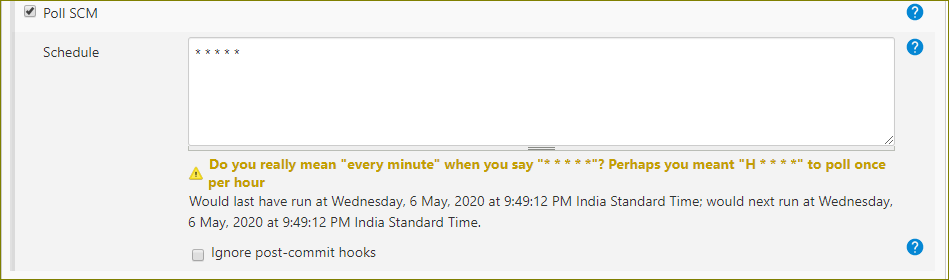 Poll SCM
Schedule
* * * * *
Do you really mean "every minute" when you say "* * * * *"? Perhaps you meant "H * * * *" to poll once
per hour
Would last have run at Wednesday, 6 May, 2020 at 9:49:12 PM India Standard Time; would next run at Wednesday,
6 May, 2020 at 9:49:12 PM India Standard Time.
Ignore post-commit hooks